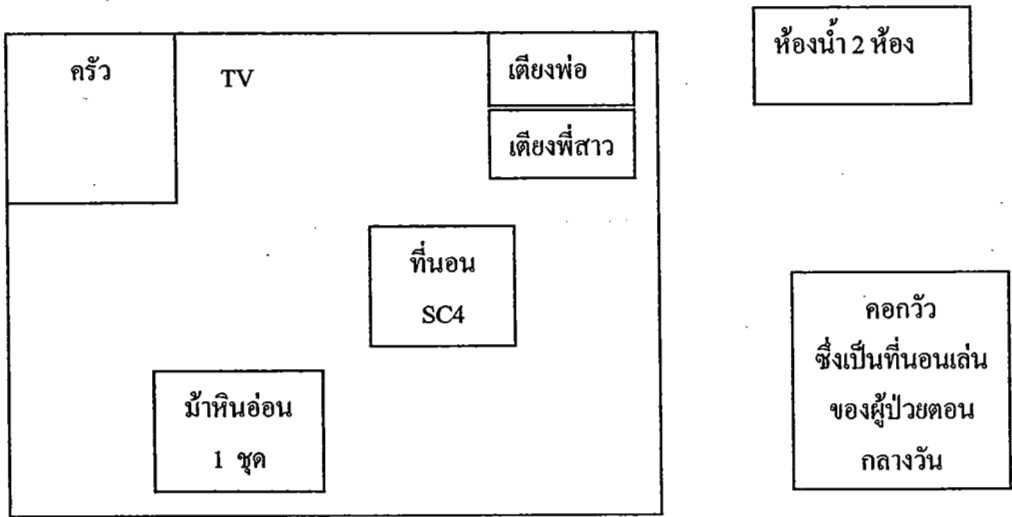 ห้องน้ำ 2 ห้อง
ครัว
TV
เตียงพ่อ
เตียงพี่สาว
ที่นอน
SC4
คอกวัว
ซึ่งเป็นที่นอนเล่น
ของผู้ป่วยตอน
กลางวัน
ม้าหินอ่อน
1 ชุด